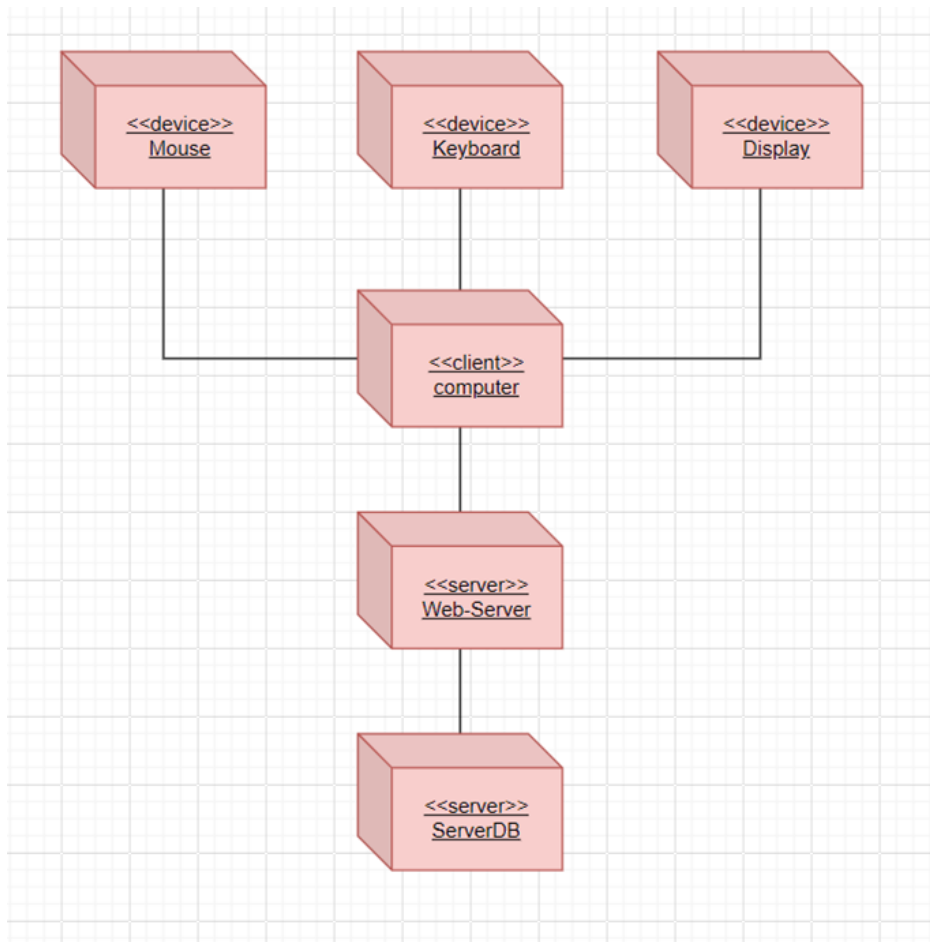 <<device>>
Mouse
<<device>>
Keyboard
<<device>>
Display
<<client>>
computer
<<server>>
Web-Server
<<server>>
ServerDB